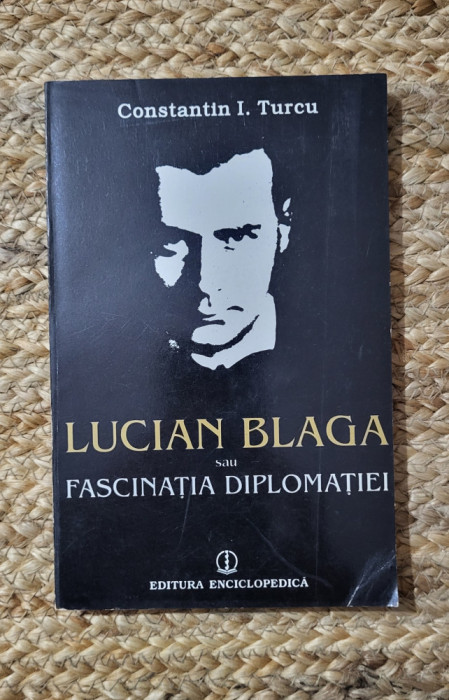 Constantin I. Turcu
LUCIAN BLAGA
sau
FASCINAȚIA DIPLOMAȚIEI
EDITURA ENCICLOPEDICĂ